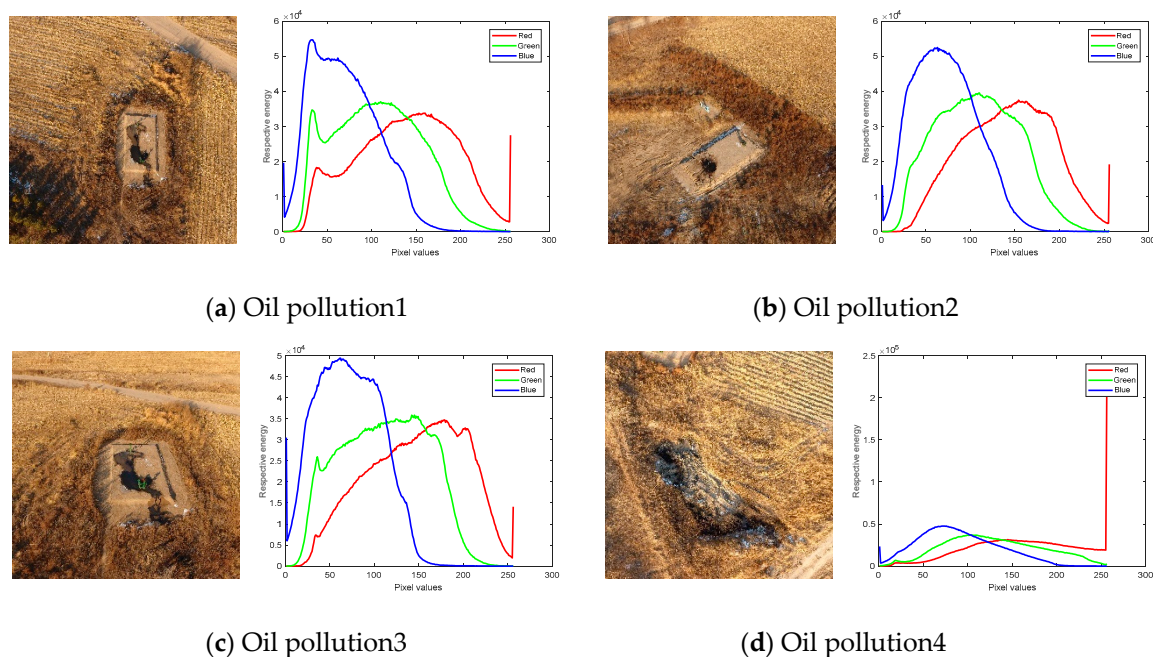 ×10⁴
6
5
4
3
2
1
0
Respective energy
0 50 100 150 200 250 300
Pixel values
Red
Green
Blue
(a) Oil pollution1
×10⁴
6
5
4
3
2
1
0
Respective energy
0 50 100 150 200 250 300
Pixel values
Red
Green
Blue
(b) Oil pollution2
×10⁴
5
4.5
4
3.5
3
2.5
2
1.5
1
0.5
0
Respective energy
0 50 100 150 200 250 300
Pixel values
Red
Green
Blue
(c) Oil pollution3
×10⁵
2.5
2
1.5
1
0.5
0
Respective energy
0 50 100 150 200 250 300
Pixel values
Red
Green
Blue
(d) Oil pollution4